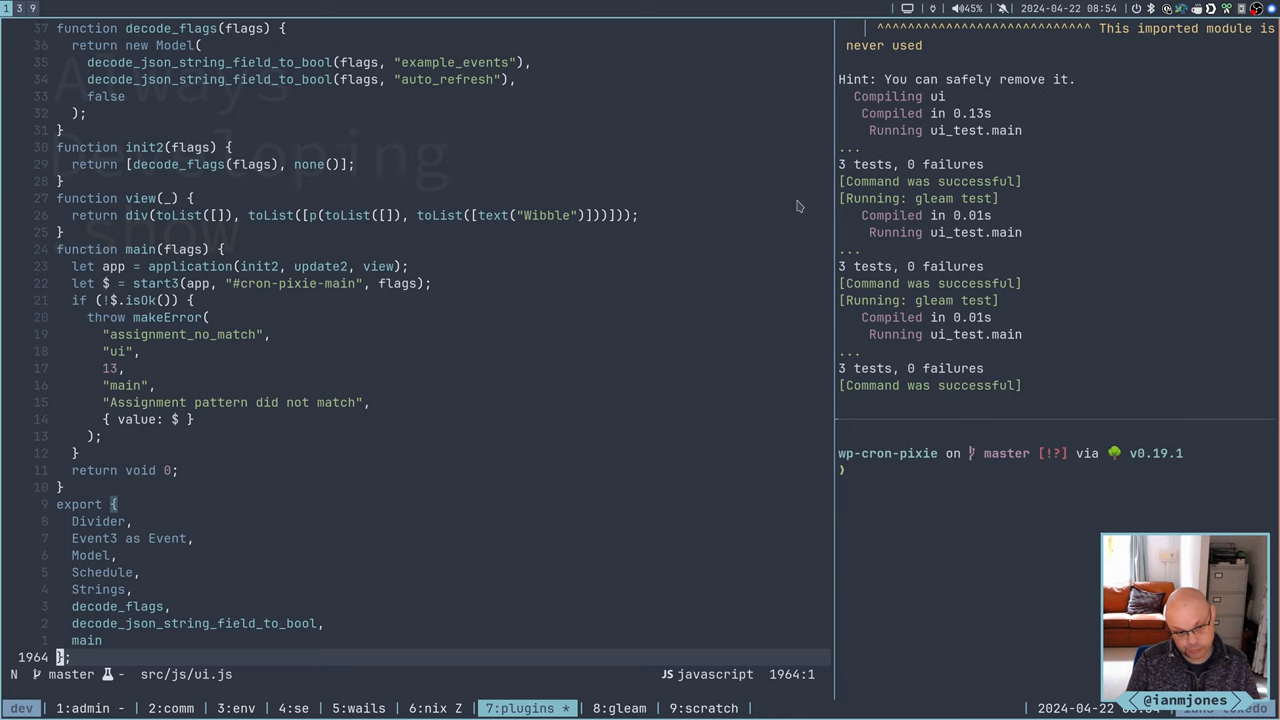 1 3 9
45% 2024-04-22 08:54
37 function decode_flags(flags) {
36 return new Model(
35 decode_json_string_field_to_bool(flags, "example_events"),
34 decode_json_string_field_to_bool(flags, "auto_refresh"),
33 false
32 );
31 }
30 function init2(flags) {
29 return [decode_flags(flags), none()];
28 }
27 function view(_) {
26 return div(toList([]), toList([p(toList([]), toList([text("Wibble")]))]));
25 }
24 function main(flags) {
23 let app = application(init2, update2, view);
22 let $ = start3(app, "#cron-pixie-main", flags);
21 if (!$.isOk()) {
20 throw makeError(
19 "assignment_no_match",
18 "ui",
17 13,
16 "main",
15 "Assignment pattern did not match",
14 { value: $ }
13 );
12 }
11 return void 0;
10 }
9 export {
8 Divider,
7 Event3 as Event,
6 Model,
5 Schedule,
4 Strings,
3 decode_flags,
2 decode_json_string_field_to_bool,
1 main
1964 };
N master - src/js/ui.js javascript 1964:1
Always
Developing
show
│ ^^^^^^^^^^^^^^^^^^^^^^^^^^^^ This imported module is
never used
Hint: You can safely remove it.
Compiling ui
Compiled in 0.13s
Running ui_test.main
...
3 tests, 0 failures
[Command was successful]
[Running: gleam test]
Compiled in 0.01s
Running ui_test.main
...
3 tests, 0 failures
[Command was successful]
[Running: gleam test]
Compiled in 0.01s
Running ui_test.main
...
3 tests, 0 failures
[Command was successful]
wp-cron-pixie on master [!?] via 🌳 v0.19.1
❯
@ianmjones
dev 1:admin - 2:comm 3:env 4:se 5:wails 6:nix Z 7:plugins * 8:gleam 9:scratch